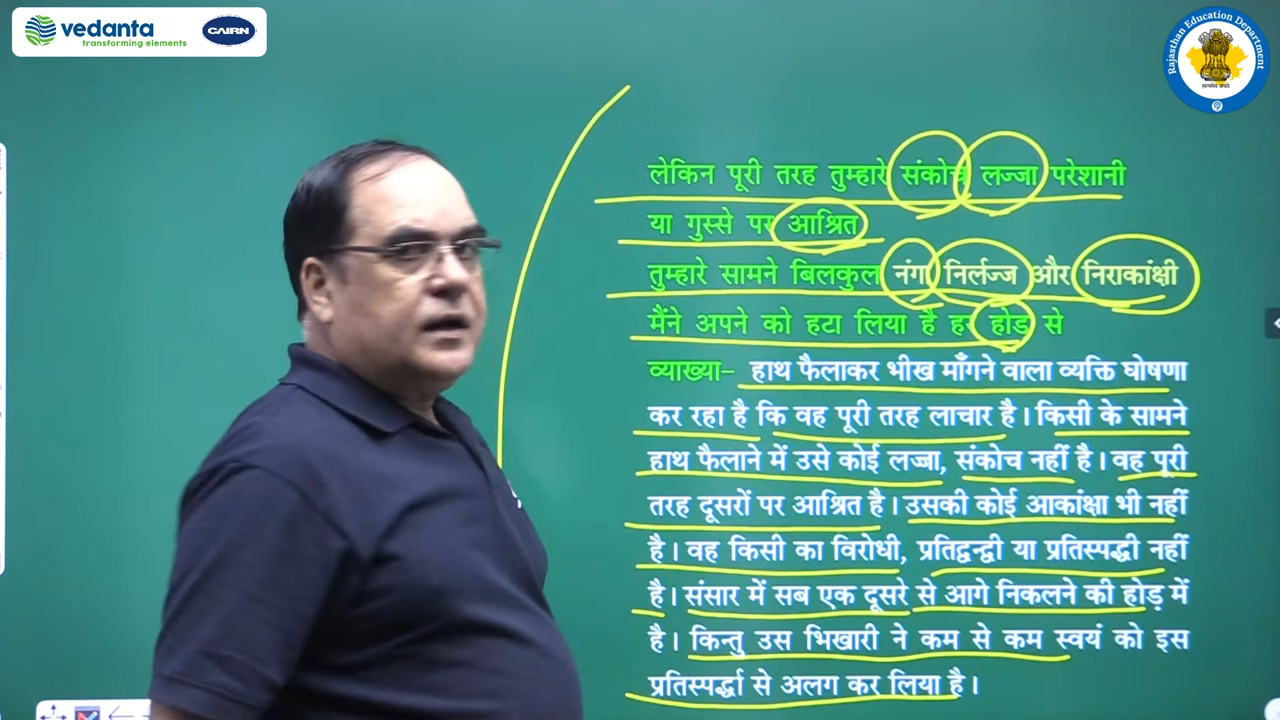 vedanta
transforming elements
CAIRN
Rajasthan Education Department
लेकिन पूरी तरह तुम्हारे संकोच लज्जा परेशानी
या गुस्से पर आश्रित
तुम्हारे सामने बिलकुल नंगा निर्लज्ज और निराकांक्षी
मैंने अपने को हटा लिया है हर होड़ से
व्याख्या– हाथ फैलाकर भीख माँगने वाला व्यक्ति घोषणा
कर रहा है कि वह पूरी तरह लाचार है। किसी के सामने
हाथ फैलाने में उसे कोई लज्जा, संकोच नहीं है। वह पूरी
तरह दूसरों पर आश्रित है। उसकी कोई आकांक्षा भी नहीं
है। वह किसी का विरोधी, प्रतिद्वन्द्वी या प्रतिस्पर्द्धी नहीं
है। संसार में सब एक दूसरे से आगे निकलने की होड़ में
है। किन्तु उस भिखारी ने कम से कम स्वयं को इस
प्रतिस्पर्द्धा से अलग कर लिया है।